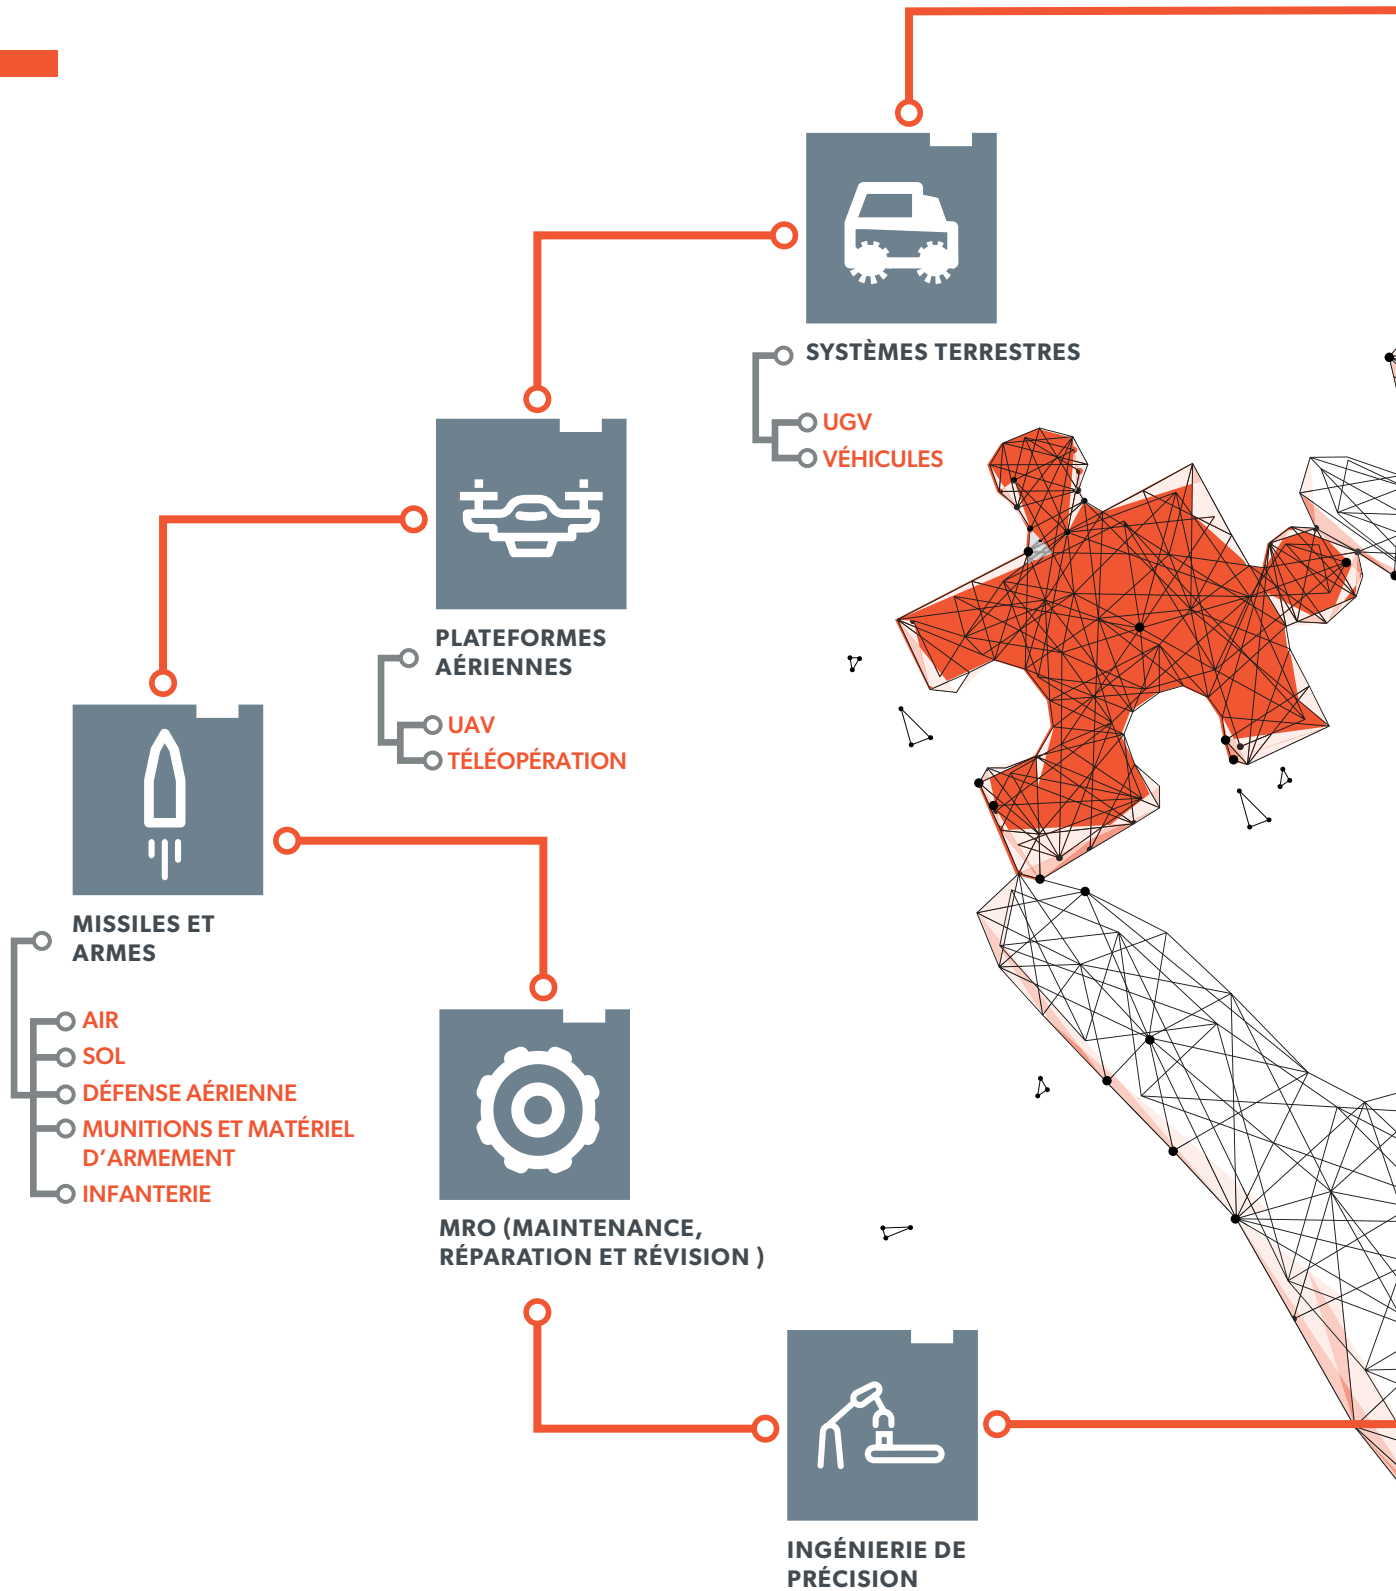 SYSTÈMES TERRESTRES
UGV
VÉHICULES
PLATEFORMES
AÉRIENNES
UAV
TÉLÉOPÉRATION
MISSILES ET
ARMES
AIR
SOL
DÉFENSE AÉRIENNE
MUNITIONS ET MATÉRIEL
D’ARMEMENT
INFANTERIE
MRO (MAINTENANCE,
RÉPARATION ET RÉVISION )
INGÉNIERIE DE
PRÉCISION